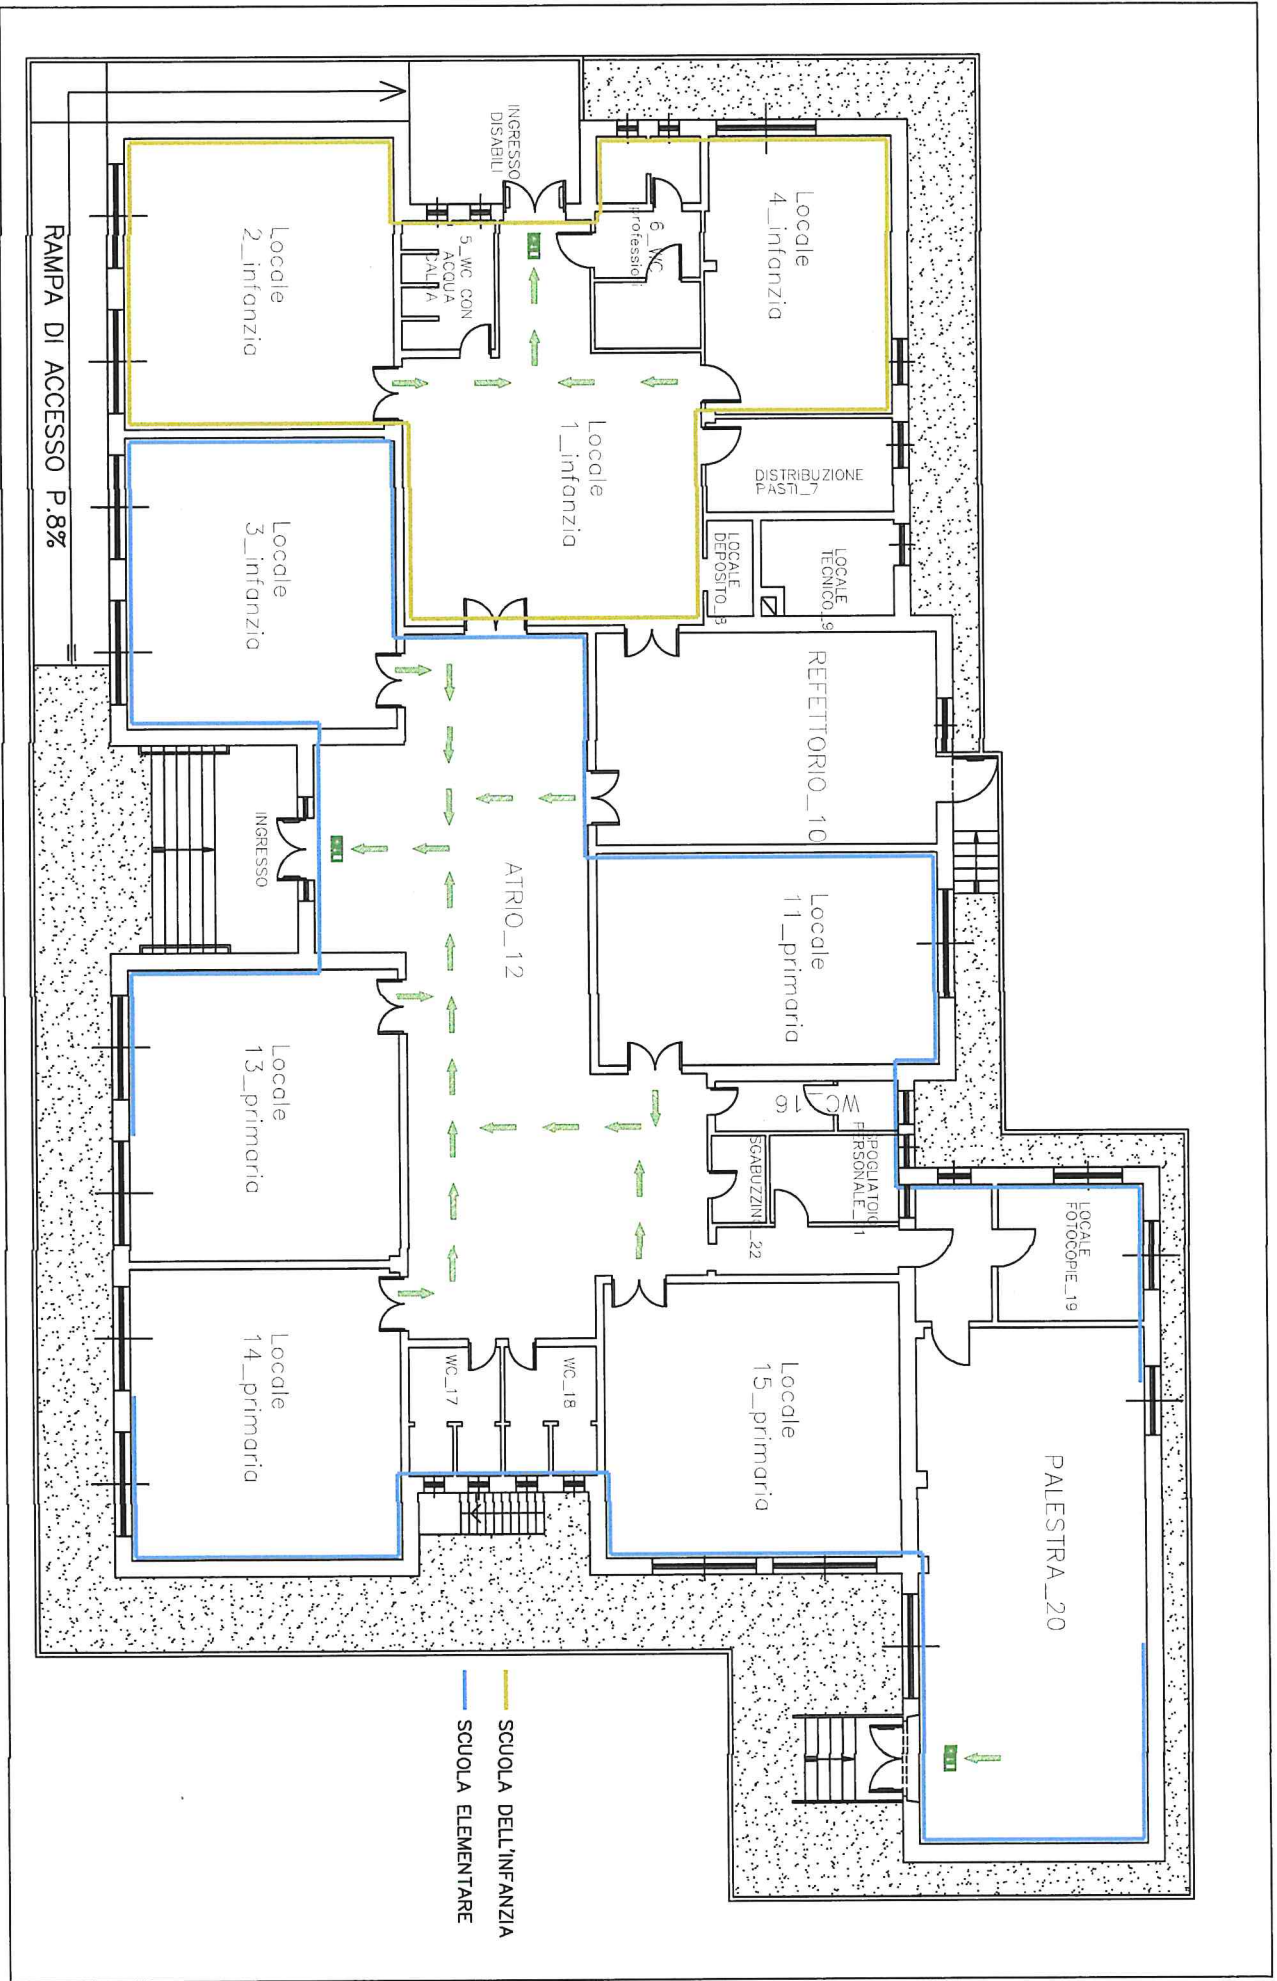 INGRESSO
DISABILI
RAMPA DI ACCESSO P.8%
Locale
2_infanzia
5_WC CON
ACQUA
CALDA
6_WC
professori
Locale
4_infanzia
Locale
1_infanzia
DISTRIBUZIONE
PASTI_7
LOCALE
DEPOSITO_8
LOCALE
TECNICO_9
Locale
3_infanzia
REFETTORIO_10
INGRESSO
ATRIO_12
Locale
11_primaria
Locale
13_primaria
WC_16
SPOGLIATOIO
PERSONALE_21
SGABUZZINO_22
LOCALE
FOTOCOPIE_19
Locale
14_primaria
WC_17
WC_18
Locale
15_primaria
PALESTRA_20
SCUOLA DELL'INFANZIA
SCUOLA ELEMENTARE